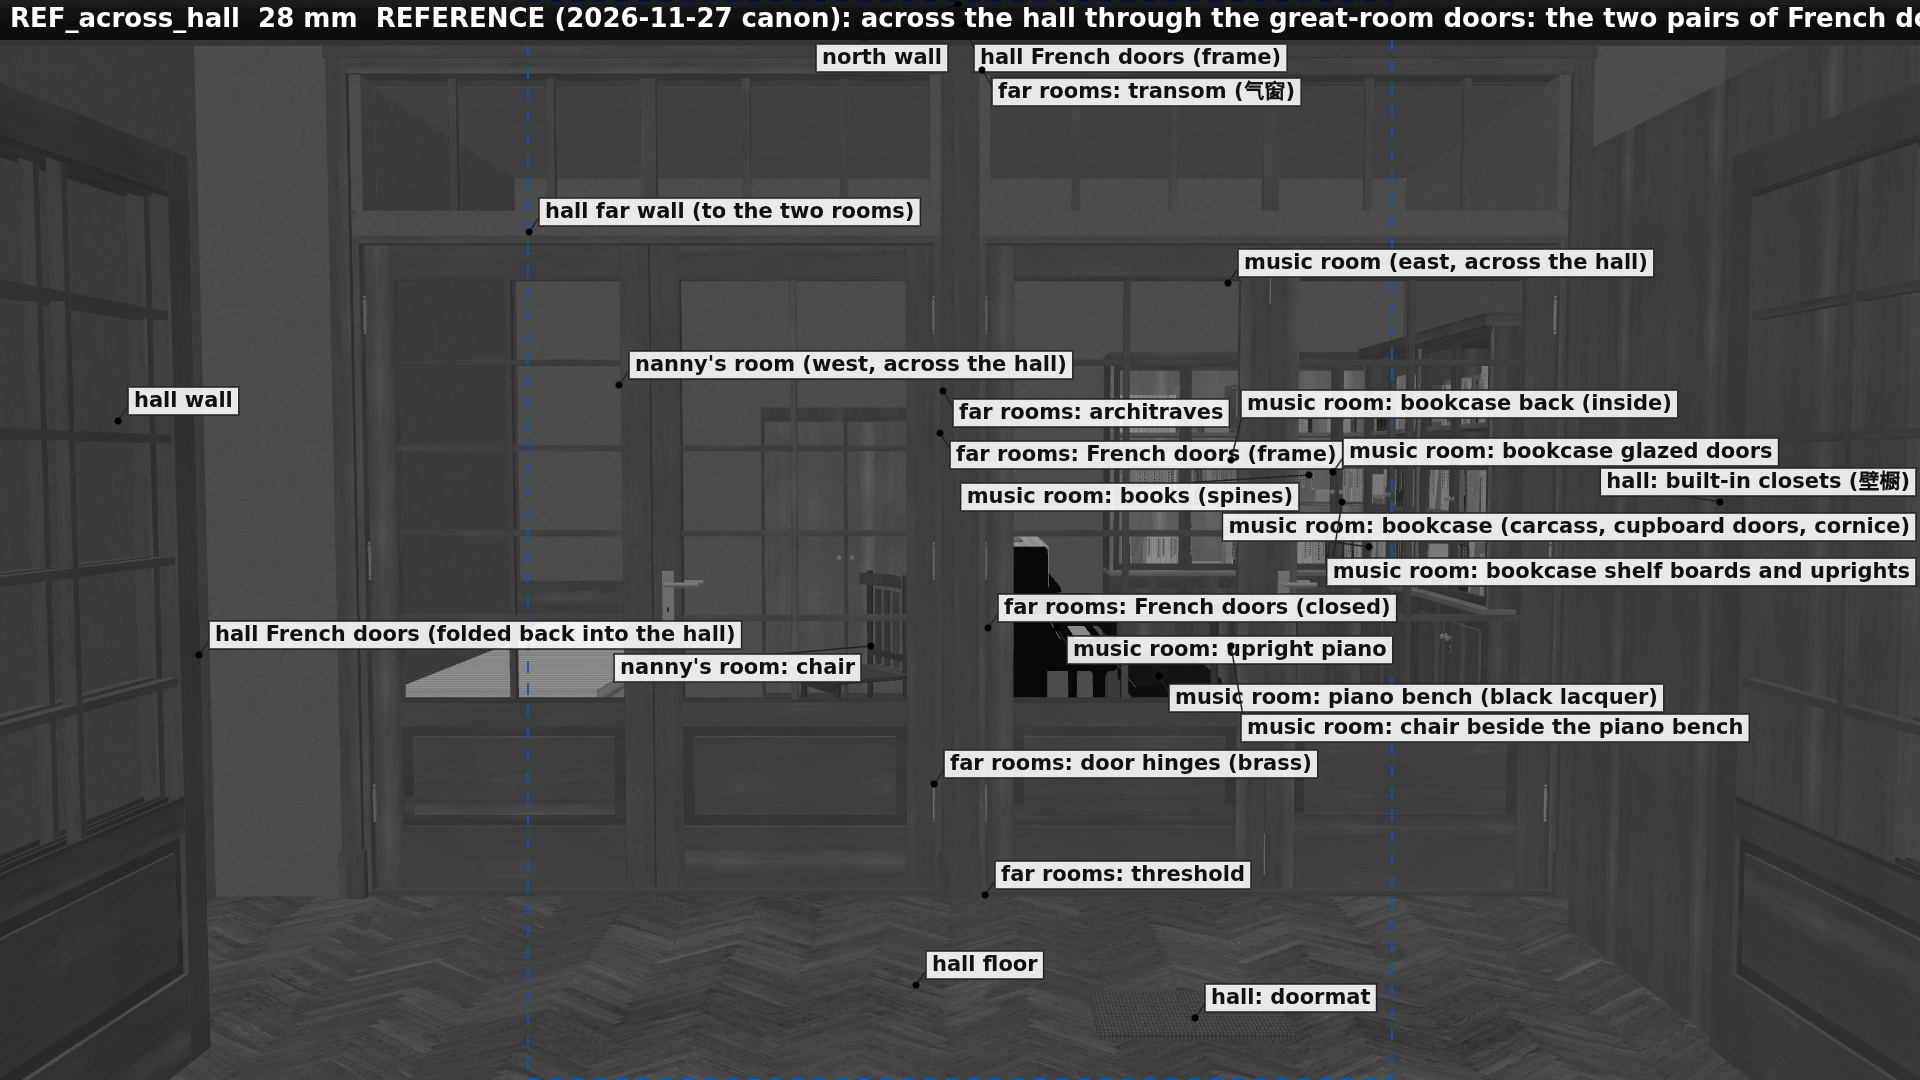 REF_across_hall 28 mm REFERENCE (2026-11-27 canon): across the hall through the great-room doors: the two pairs of French do
north wall
hall French doors (frame)
far rooms: transom (气窗)
hall far wall (to the two rooms)
music room (east, across the hall)
nanny's room (west, across the hall)
hall wall
far rooms: architraves
music room: bookcase back (inside)
far rooms: French doors (frame)
music room: bookcase glazed doors
hall: built-in closets (壁橱)
music room: books (spines)
music room: bookcase (carcass, cupboard doors, cornice)
music room: bookcase shelf boards and uprights
far rooms: French doors (closed)
hall French doors (folded back into the hall)
music room: upright piano
nanny's room: chair
music room: piano bench (black lacquer)
music room: chair beside the piano bench
far rooms: door hinges (brass)
far rooms: threshold
hall floor
hall: doormat